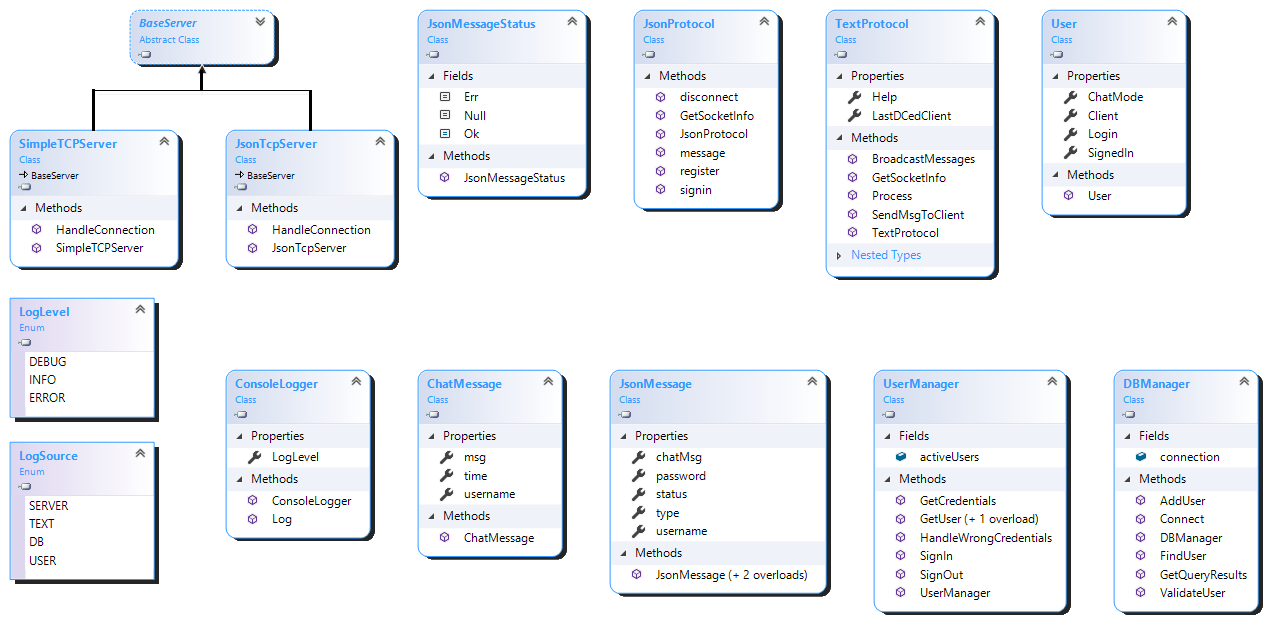 BaseServer
Abstract Class
SimpleTCPServer
Class
BaseServer
Methods
HandleConnection
SimpleTCPServer
JsonTcpServer
Class
BaseServer
Methods
HandleConnection
JsonTcpServer
JsonMessageStatus
Class
Fields
Err
Null
Ok
Methods
JsonMessageStatus
JsonProtocol
Class
Methods
disconnect
GetSocketInfo
JsonProtocol
message
register
signin
TextProtocol
Class
Properties
Help
LastDCedClient
Methods
BroadcastMessages
GetSocketInfo
Process
SendMsgToClient
TextProtocol
Nested Types
User
Class
Properties
ChatMode
Client
Login
SignedIn
Methods
User
LogLevel
Enum
DEBUG
INFO
ERROR
LogSource
Enum
SERVER
TEXT
DB
USER
ConsoleLogger
Class
Properties
LogLevel
Methods
ConsoleLogger
Log
ChatMessage
Class
Properties
msg
time
username
Methods
ChatMessage
JsonMessage
Class
Properties
chatMsg
password
status
type
username
Methods
JsonMessage (+ 2 overloads)
UserManager
Class
Fields
activeUsers
Methods
GetCredentials
GetUser (+ 1 overload)
HandleWrongCredentials
SignIn
SignOut
UserManager
DBManager
Class
Fields
connection
Methods
AddUser
Connect
DBManager
FindUser
GetQueryResults
ValidateUser